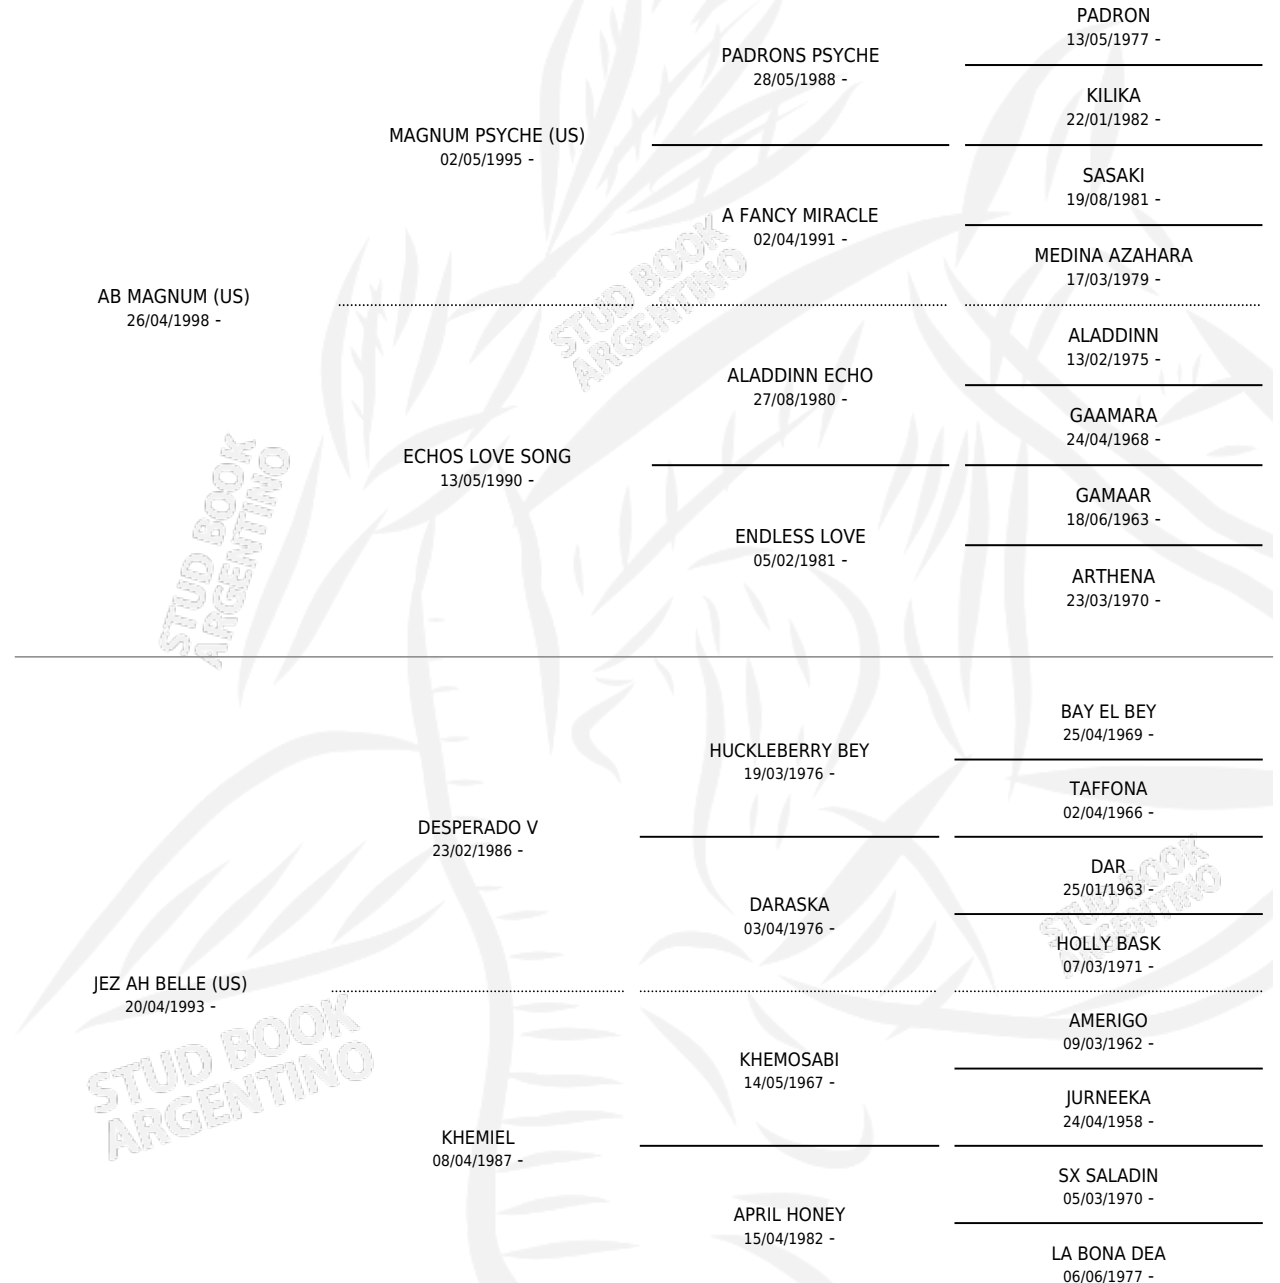 PADRON
13/05/1977 -
PADRONS PSYCHE
28/05/1988 -
KILIKA
22/01/1982 -
MAGNUM PSYCHE (US)
02/05/1995 -
SASAKI
19/08/1981 -
A FANCY MIRACLE
02/04/1991 -
MEDINA AZAHARA
17/03/1979 -
AB MAGNUM (US)
26/04/1998 -
ALADDINN
13/02/1975 -
ALADDINN ECHO
27/08/1980 -
GAAMARA
24/04/1968 -
ECHOS LOVE SONG
13/05/1990 -
GAMAAR
18/06/1963 -
ENDLESS LOVE
05/02/1981 -
ARTHENA
23/03/1970 -
STUD BOOK
ARGENTINO
STUD BOOK
ARGENTINO
BAY EL BEY
25/04/1969 -
HUCKLEBERRY BEY
19/03/1976 -
TAFFONA
02/04/1966 -
DESPERADO V
23/02/1986 -
DAR
25/01/1963 -
DARASKA
03/04/1976 -
HOLLY BASK
07/03/1971 -
STUD BOOK
ARGENTINO
JEZ AH BELLE (US)
20/04/1993 -
AMERIGO
09/03/1962 -
KHEMOSABI
14/05/1967 -
JURNEEKA
24/04/1958 -
STUD BOOK
ARGENTINO
KHEMIEL
08/04/1987 -
SX SALADIN
05/03/1970 -
APRIL HONEY
15/04/1982 -
LA BONA DEA
06/06/1977 -